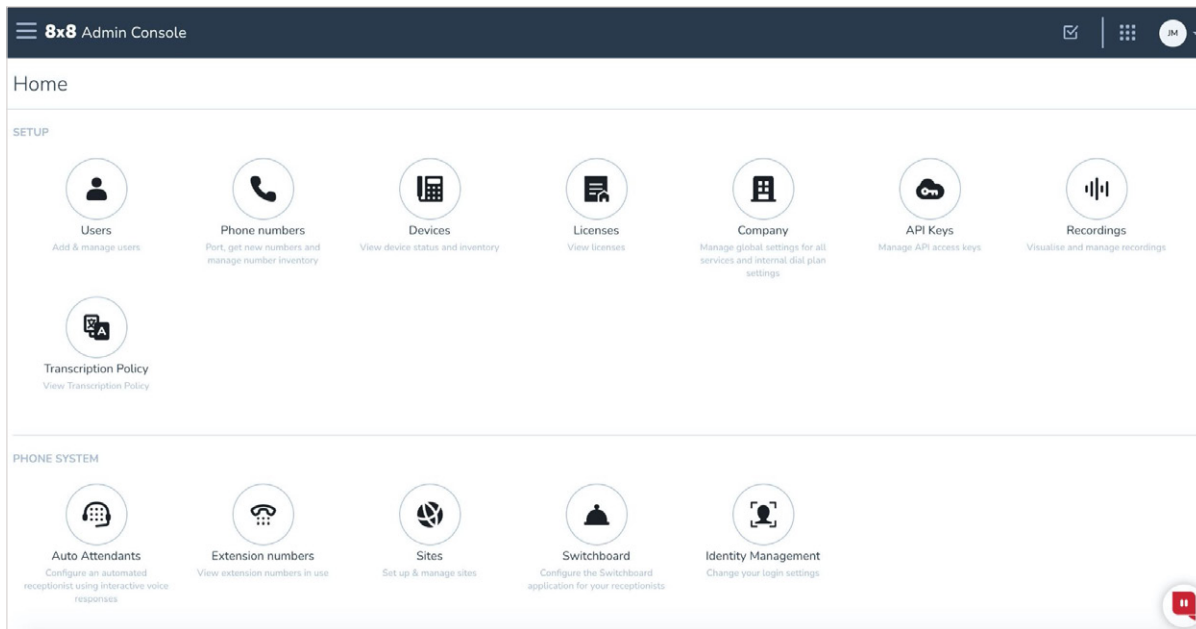 8x8 Admin Console
JM
Home
SETUP
Users
Add & manage users
Phone numbers
Port, get new numbers and
manage number inventory
Devices
View device status and inventory
Licenses
View licenses
Company
Manage global settings for all
services and internal dial plan
settings
API Keys
Manage API access keys
Recordings
Visualise and manage recordings
Transcription Policy
View Transcription Policy
PHONE SYSTEM
Auto Attendants
Configure an automated
receptionist using interactive voice
responses
Extension numbers
View extension numbers in use
Sites
Set up & manage sites
Switchboard
Configure the Switchboard
application for your receptionists
Identity Management
Change your login settings